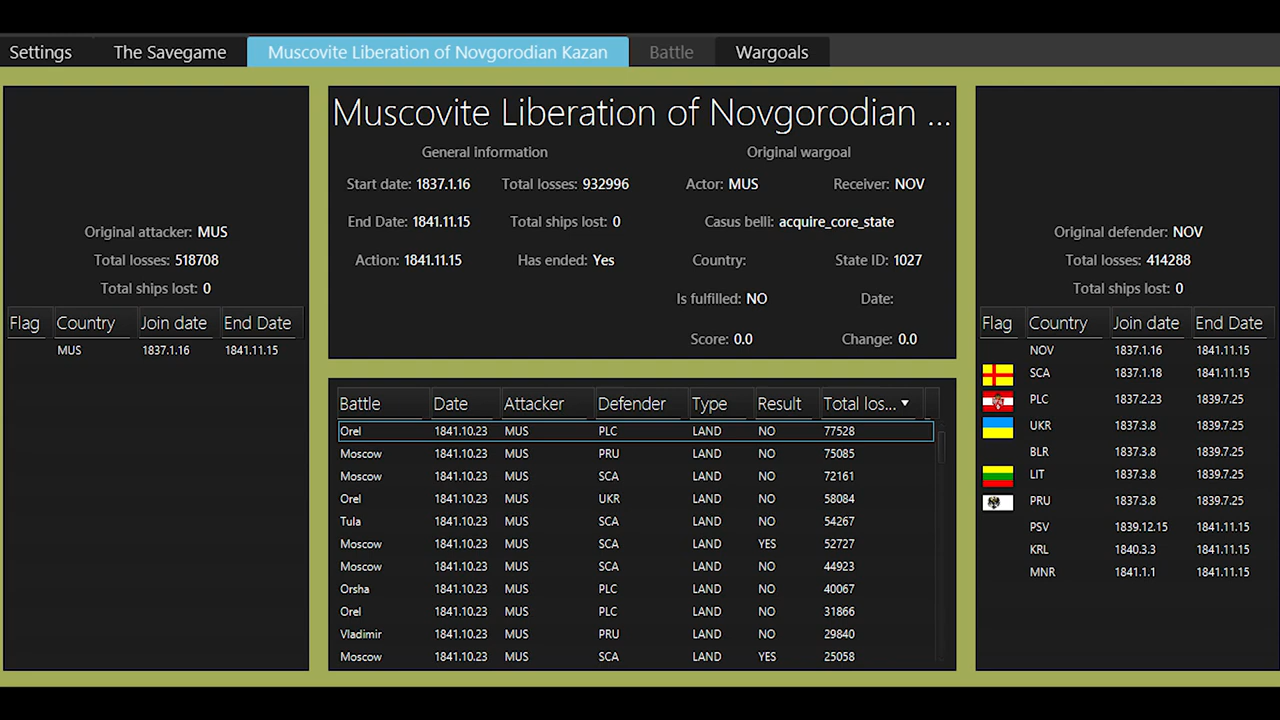 Settings The Savegame Muscovite Liberation of Novgorodian Kazan Battle Wargoals
Original attacker: MUS
Total losses: 518708
Total ships lost: 0
Flag Country Join date End Date
MUS 1837.1.16 1841.11.15
Muscovite Liberation of Novgorodian ...
General information Original wargoal
Start date: 1837.1.16 Total losses: 932996 Actor: MUS Receiver: NOV
End Date: 1841.11.15 Total ships lost: 0 Casus belli: acquire_core_state
Action: 1841.11.15 Has ended: Yes Country: State ID: 1027
Is fulfilled: NO Date:
Score: 0.0 Change: 0.0
Battle Date Attacker Defender Type Result Total los...
Orel 1841.10.23 MUS PLC LAND NO 77528
Moscow 1841.10.23 MUS PRU LAND NO 75085
Moscow 1841.10.23 MUS SCA LAND NO 72161
Orel 1841.10.23 MUS UKR LAND NO 58084
Tula 1841.10.23 MUS SCA LAND NO 54267
Moscow 1841.10.23 MUS SCA LAND YES 52727
Moscow 1841.10.23 MUS SCA LAND NO 44923
Orsha 1841.10.23 MUS PLC LAND NO 40067
Orel 1841.10.23 MUS PLC LAND NO 31866
Vladimir 1841.10.23 MUS PRU LAND NO 29840
Moscow 1841.10.23 MUS SCA LAND YES 25058
Original defender: NOV
Total losses: 414288
Total ships lost: 0
Flag Country Join date End Date
NOV 1837.1.16 1841.11.15
SCA 1837.1.18 1841.11.15
PLC 1837.2.23 1839.7.25
UKR 1837.3.8 1839.7.25
BLR 1837.3.8 1839.7.25
LIT 1837.3.8 1839.7.25
PRU 1837.3.8 1839.7.25
PSV 1839.12.15 1841.11.15
KRL 1840.3.3 1841.11.15
MNR 1841.1.1 1841.11.15